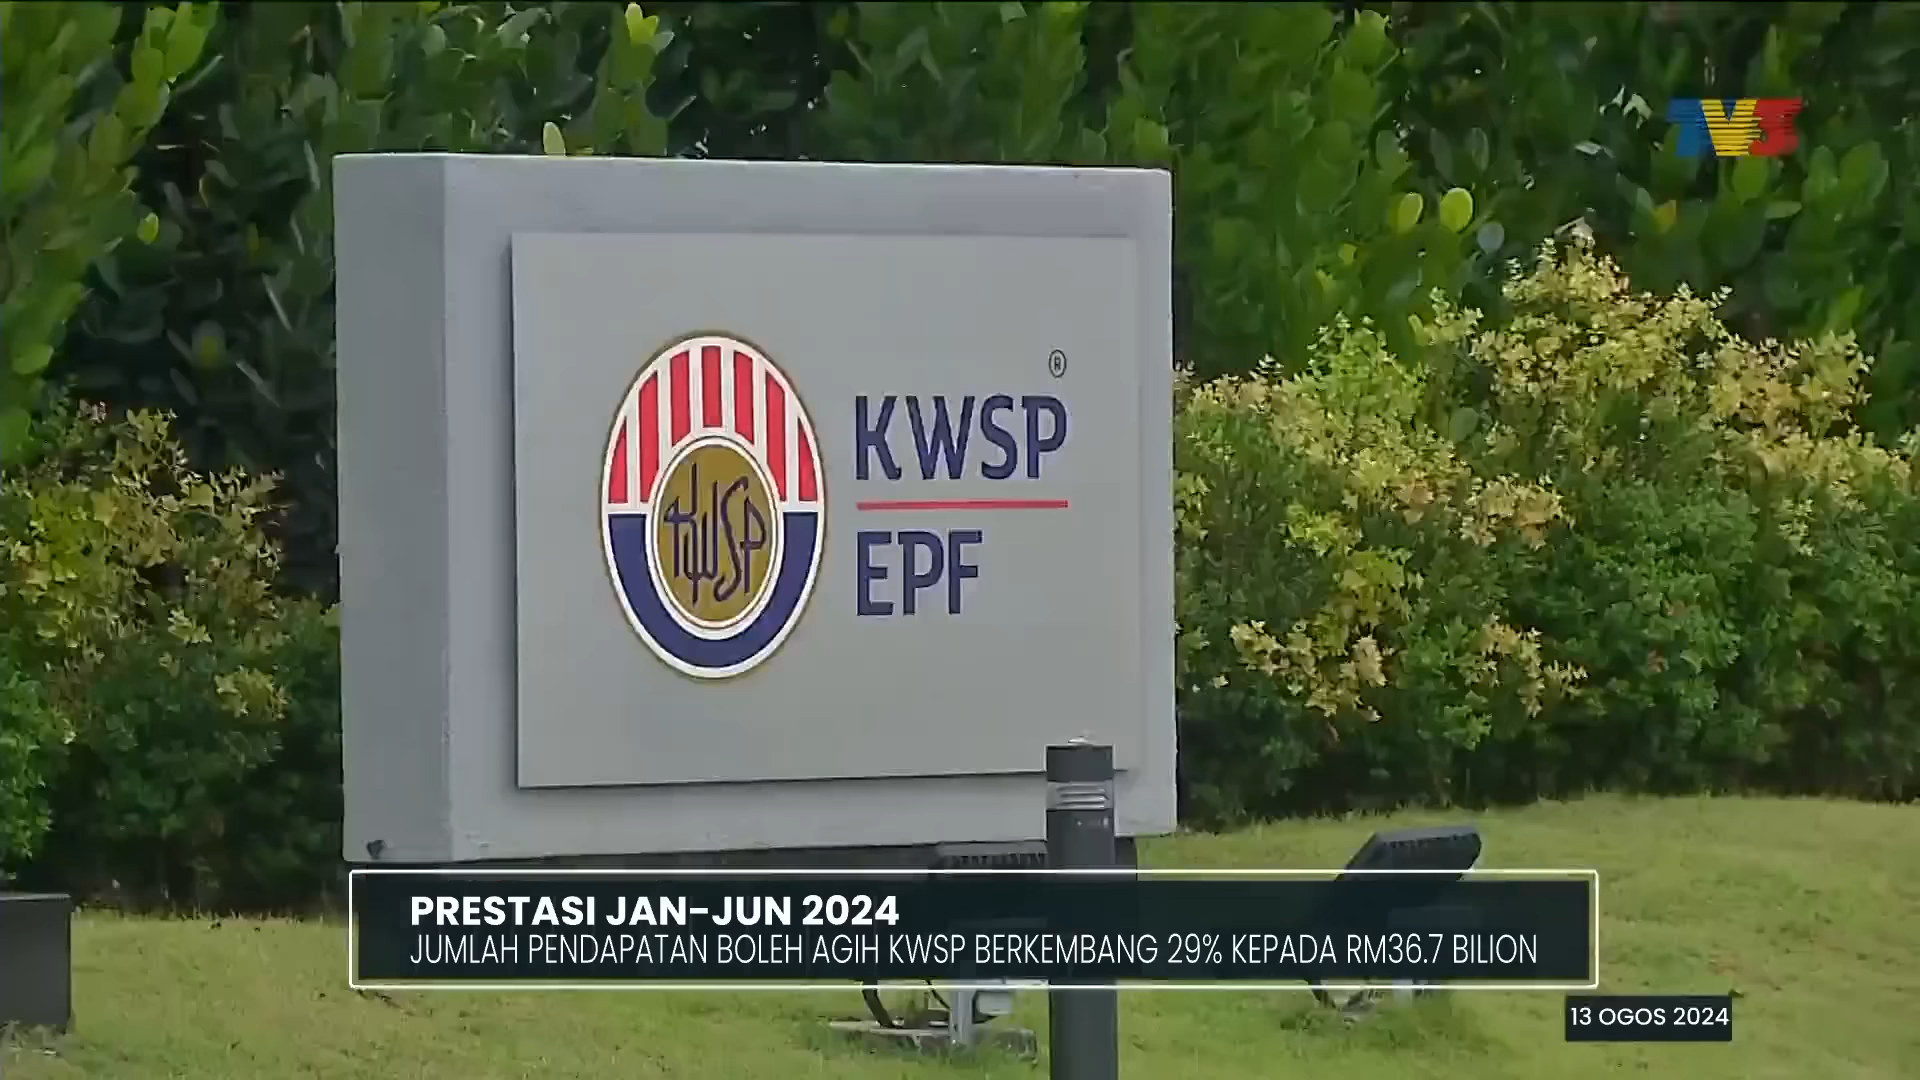 TV3
®
KWSP
KWSP
EPF
PRESTASI JAN-JUN 2024
JUMLAH PENDAPATAN BOLEH AGIH KWSP BERKEMBANG 29% KEPADA RM36.7 BILION
13 OGOS 2024